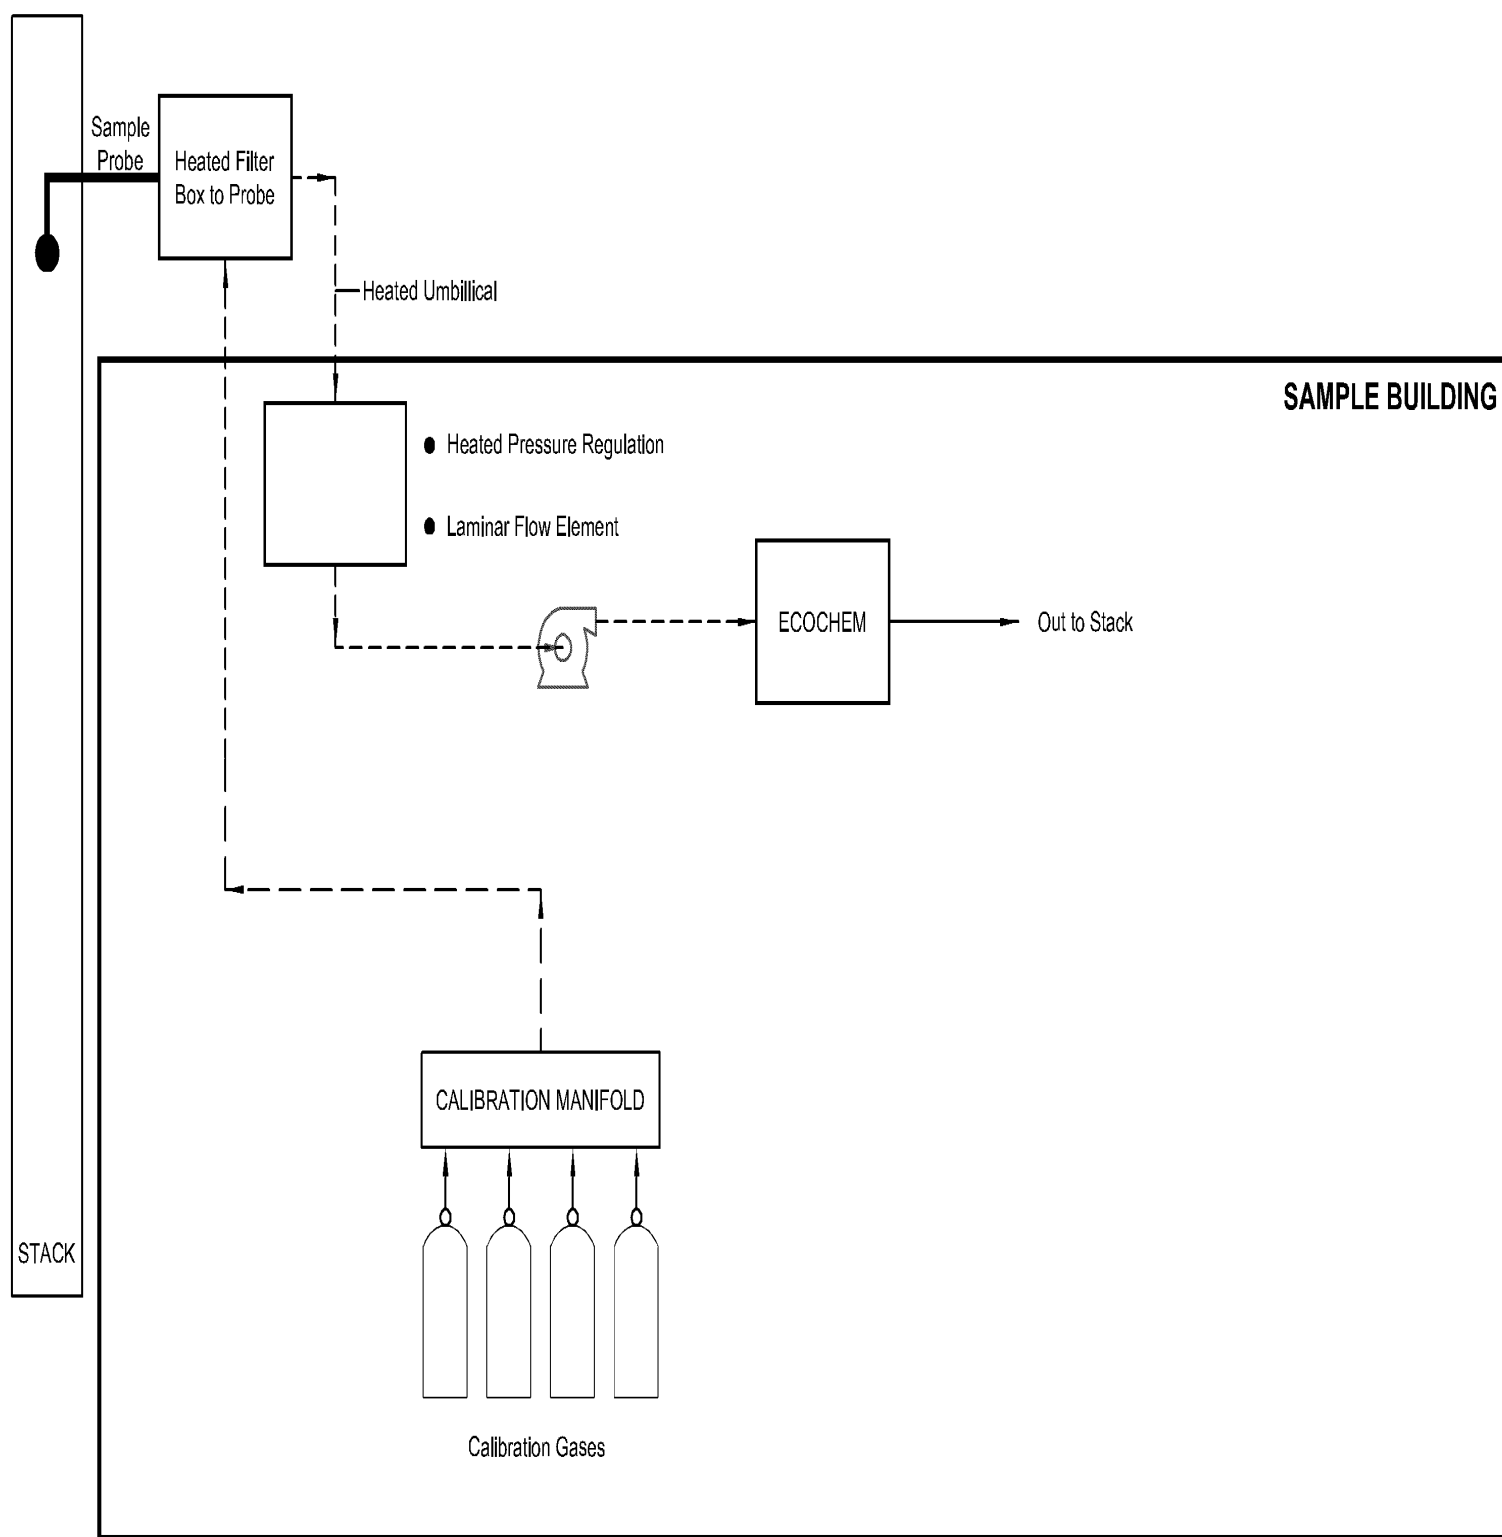 Sample
Probe
Heated Filter
Box to Probe
Heated Umbillical
SAMPLE BUILDING
Heated Pressure Regulation
Laminar Flow Element
ECOCHEM
Out to Stack
CALIBRATION MANIFOLD
STACK
Calibration Gases